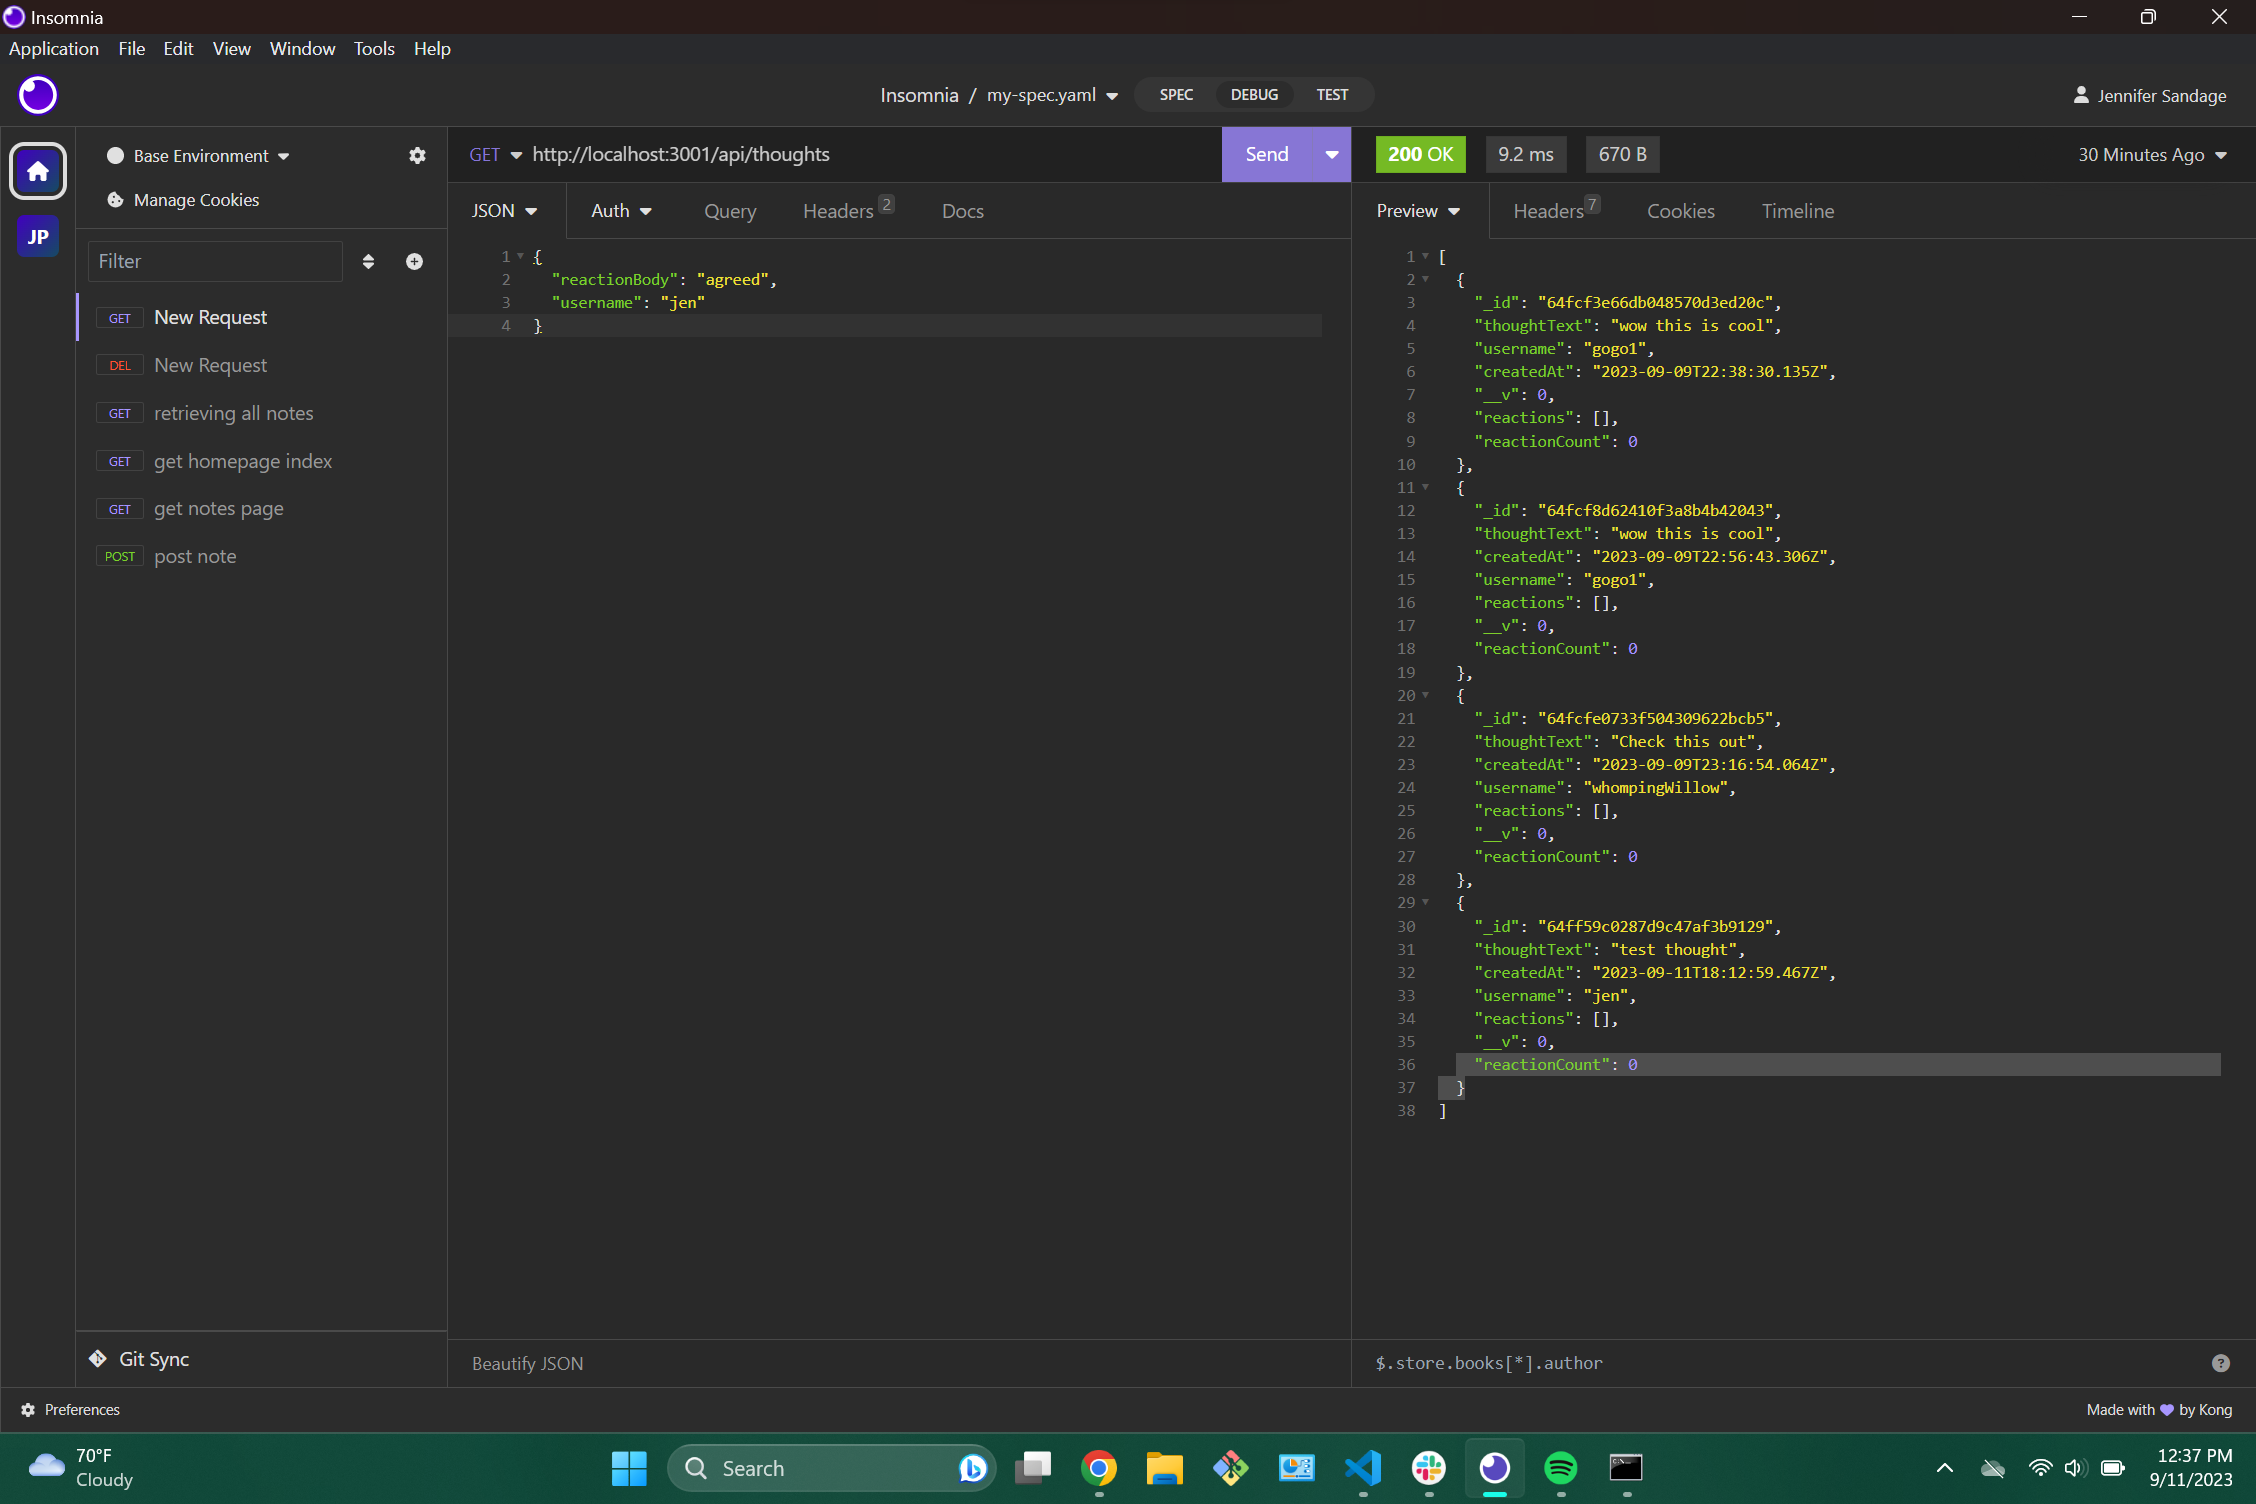 Insomnia
Application File Edit View Window Tools Help
Insomnia / my-spec.yaml SPEC DEBUG TEST
Jennifer Sandage
Base Environment
Manage Cookies
JP
Filter
GET New Request
DEL New Request
GET retrieving all notes
GET get homepage index
GET get notes page
POST post note
Git Sync
GET http://localhost:3001/api/thoughts Send
JSON Auth Query Headers 2 Docs
1 {
2 "reactionBody": "agreed",
3 "username": "jen"
4 }
Beautify JSON
200 OK 9.2 ms 670 B 30 Minutes Ago
Preview Headers 7 Cookies Timeline
1 [
2 {
3 "_id": "64fcf3e66db048570d3ed20c",
4 "thoughtText": "wow this is cool",
5 "username": "gogo1",
6 "createdAt": "2023-09-09T22:38:30.135Z",
7 "__v": 0,
8 "reactions": [],
9 "reactionCount": 0
10 },
11 {
12 "_id": "64fcf8d62410f3a8b4b42043",
13 "thoughtText": "wow this is cool",
14 "createdAt": "2023-09-09T22:56:43.306Z",
15 "username": "gogo1",
16 "reactions": [],
17 "__v": 0,
18 "reactionCount": 0
19 },
20 {
21 "_id": "64fcfe0733f504309622bcb5",
22 "thoughtText": "Check this out",
23 "createdAt": "2023-09-09T23:16:54.064Z",
24 "username": "whompingWillow",
25 "reactions": [],
26 "__v": 0,
27 "reactionCount": 0
28 },
29 {
30 "_id": "64ff59c0287d9c47af3b9129",
31 "thoughtText": "test thought",
32 "createdAt": "2023-09-11T18:12:59.467Z",
33 "username": "jen",
34 "reactions": [],
35 "__v": 0,
36 "reactionCount": 0
37 }
38 ]
$.store.books[*].author
Preferences
Made with 💜 by Kong
70°F
Cloudy
Search
12:37 PM
9/11/2023